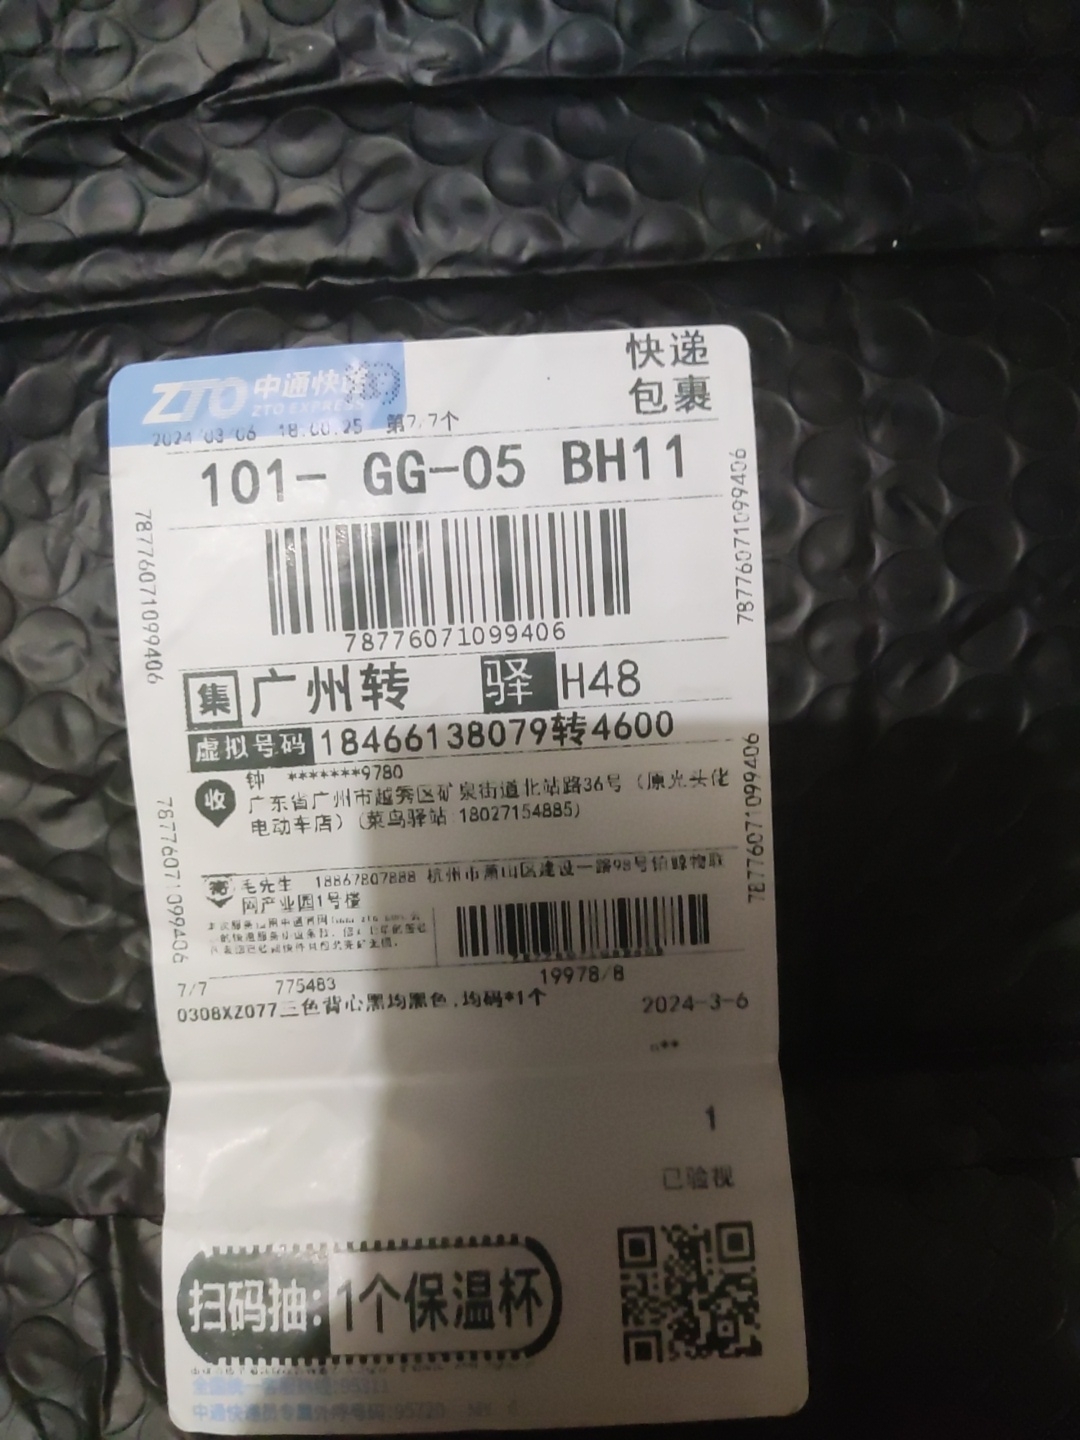 快递
包裹
ZTO 中通快递
ZTO EXPRESS
2024/03/06 18:00:25 第7/7个
101- GG-05 BH11
78776071099406
78776071099406
78776071099406
集 广州转 驿 H48
虚拟号码 18466138079转4600
收 钟 *******9780
广东省广州市越秀区矿泉街道北站路36号（原光头佬
电动车店）(菜鸟驿站 18027154885)
78776071099406
78776071099406
寄 毛先生 18867807888 杭州市萧山区建设一路98号铂峰物联
网产业园1号楼
7/7 775483 19978/8
0308XZ077三色背心黑均黑色,均码*1个 2024-3-6
1
已验视
扫码抽:1个保温杯